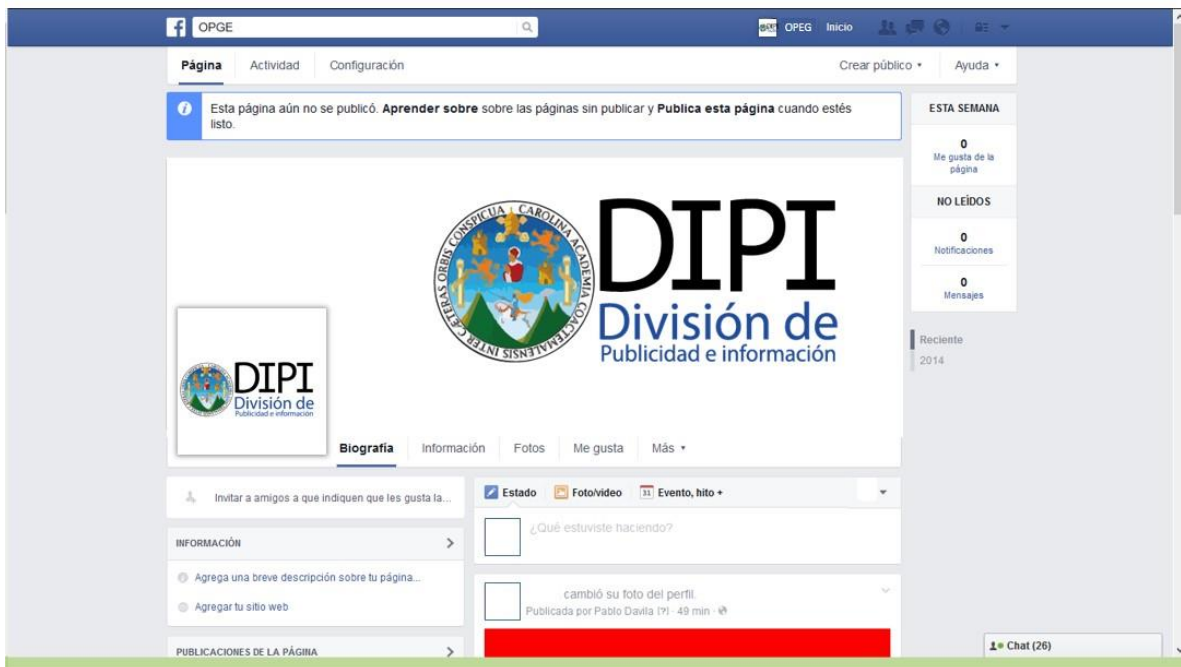 OPGE
OPEG Inicio
Página Actividad Configuración Crear público Ayuda
Esta página aún no se publicó. Aprender sobre sobre las páginas sin publicar y Publica esta página cuando estés
listo.
ESTA SEMANA
0
Me gusta de la
página
NO LEÍDOS
0
Notificaciones
0
Mensajes
Reciente
2014
CAETERAS ORBIS CONSPICUA CAROLINA ACADEMIA COACTEMALENSIS INTER
DIPI
División de
Publicidad e información
DIPI
División de
Publicidad e información
Biografía Información Fotos Me gusta Más
Invitar a amigos a que indiquen que les gusta la...
INFORMACIÓN
Agrega una breve descripción sobre tu página...
Agregar tu sitio web
PUBLICACIONES DE LA PÁGINA
Estado Foto/video 31 Evento, hito +
¿Qué estuviste haciendo?
cambió su foto del perfil.
Publicada por Pablo Davila [?] · 49 min ·
Chat (26)